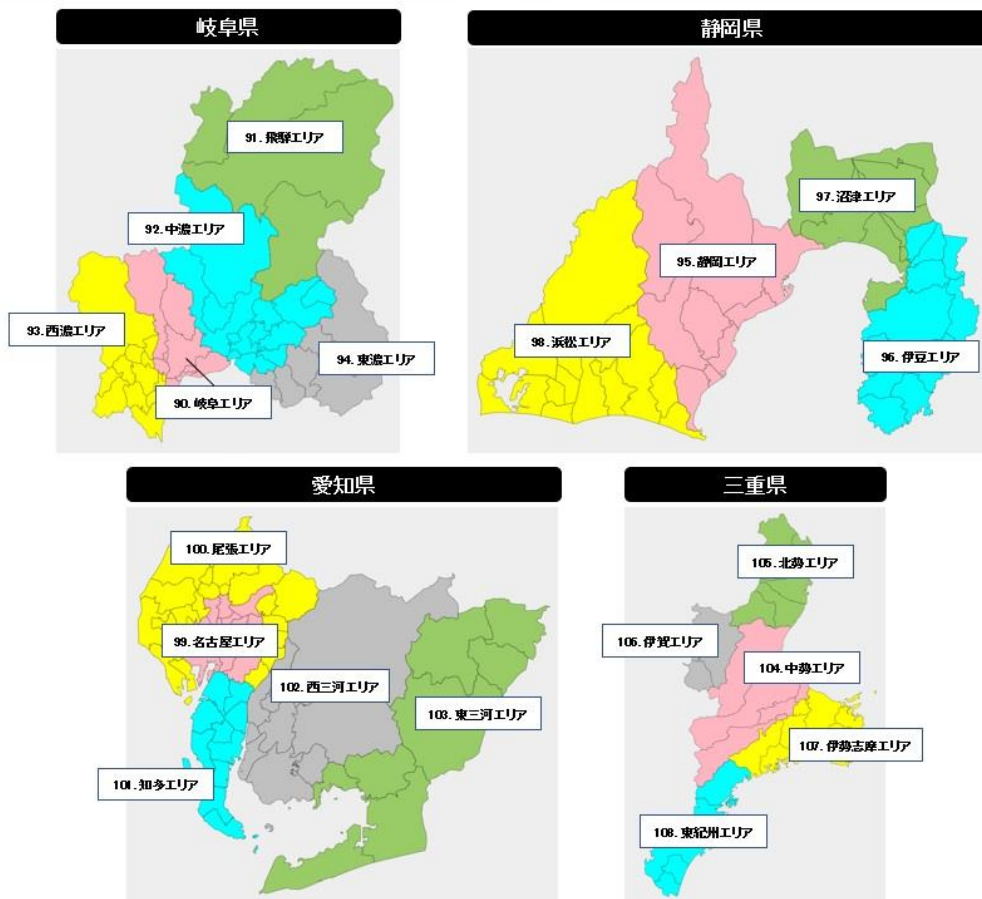 岐阜県
91.飛騨エリア
92.中濃エリア
93.西濃エリア
94.東濃エリア
90.岐阜エリア
静岡県
97.沼津エリア
95.静岡エリア
98.浜松エリア
96.伊豆エリア
愛知県
100.尾張エリア
99.名古屋エリア
102.西三河エリア
103.東三河エリア
101.知多エリア
三重県
105.北勢エリア
106.伊賀エリア
104.中勢エリア
107.伊勢志摩エリア
108.東紀州エリア